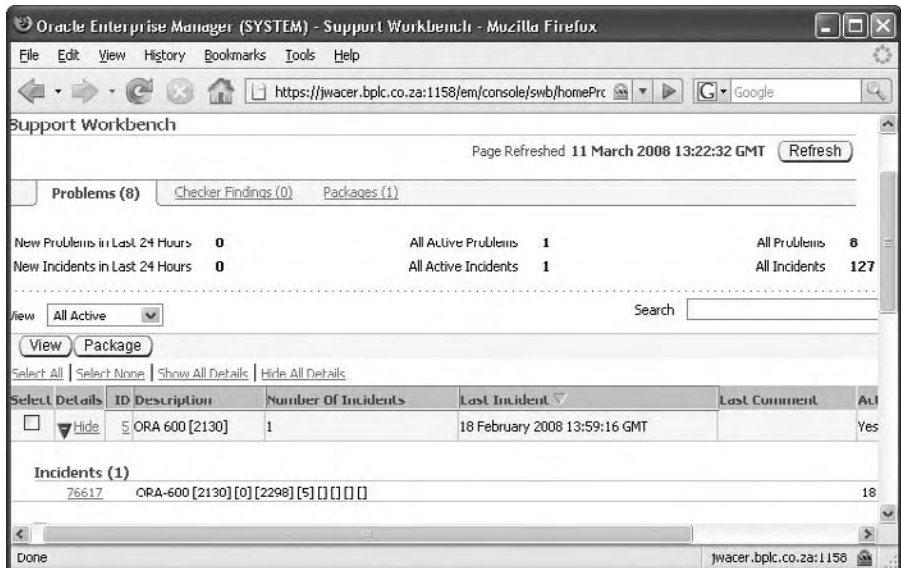 Oracle Enterprise Manager (SYSTEM) - Support Workbench - Mozilla Firefox
File Edit View History Bookmarks Tools Help
https://jwacer.bplc.co.za:1158/em/console/swb/homePrc G Google
Support Workbench
Page Refreshed 11 March 2008 13:22:32 GMT Refresh
Problems (8) Checker Findings (0) Packages (1)
New Problems in Last 24 Hours 0 All Active Problems 1 All Problems 8
New Incidents in Last 24 Hours 0 All Active Incidents 1 All Incidents 127
View All Active Search
View Package
Select All | Select None | Show All Details | Hide All Details
Select Details ID Description Number Of Incidents Last Incident Last Comment Act
Hide 5 ORA 600 [2130] 1 18 February 2008 13:59:16 GMT Yes
Incidents (1)
76617 ORA-600 [2130] [0] [2298] [5] [] [] [] []
18
Done jwacer.bplc.co.za:1158